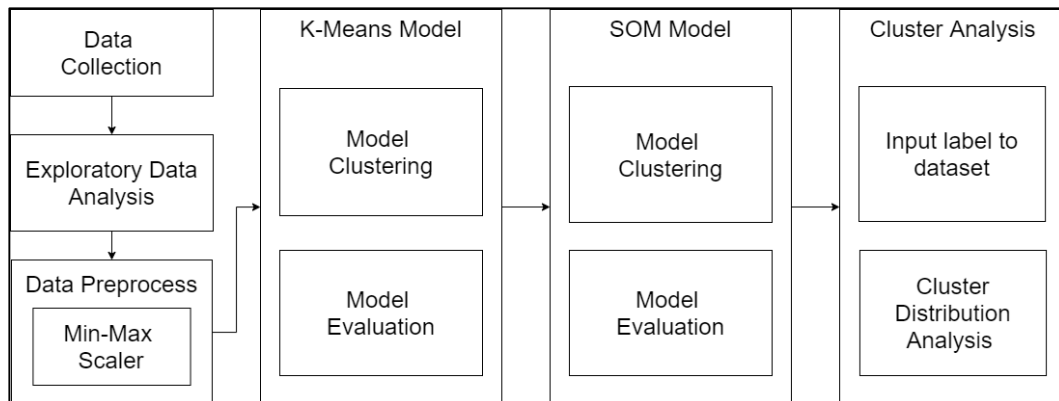 Data
Collection
Exploratory Data
Analysis
Data Preprocess
Min-Max
Scaler
K-Means Model
Model
Clustering
Model
Evaluation
SOM Model
Model
Clustering
Model
Evaluation
Cluster Analysis
Input label to
dataset
Cluster
Distribution
Analysis